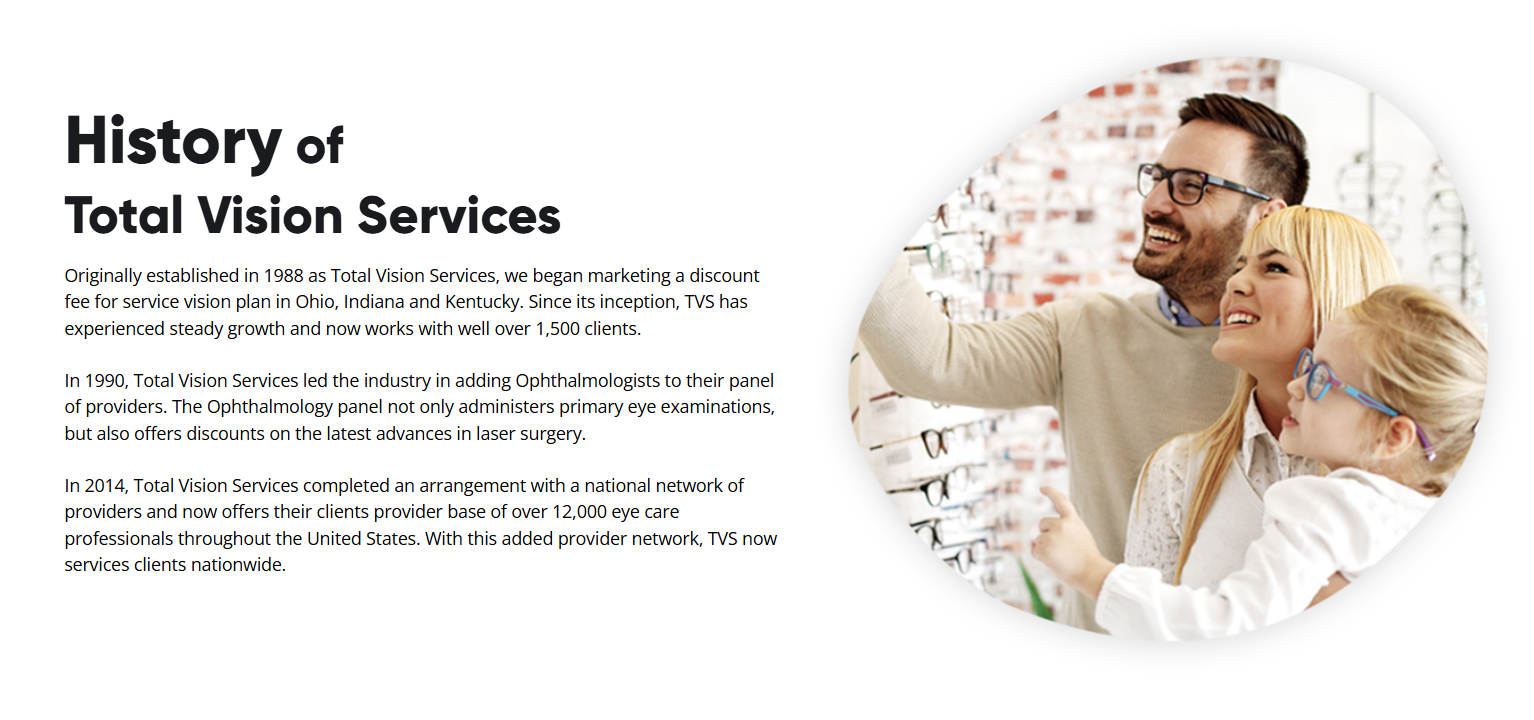 History of
Total Vision Services
Originally established in 1988 as Total Vision Services, we began marketing a discount
fee for service vision plan in Ohio, Indiana and Kentucky. Since its inception, TVS has
experienced steady growth and now works with well over 1,500 clients.
In 1990, Total Vision Services led the industry in adding Ophthalmologists to their panel
of providers. The Ophthalmology panel not only administers primary eye examinations,
but also offers discounts on the latest advances in laser surgery.
In 2014, Total Vision Services completed an arrangement with a national network of
providers and now offers their clients provider base of over 12,000 eye care
professionals throughout the United States. With this added provider network, TVS now
services clients nationwide.